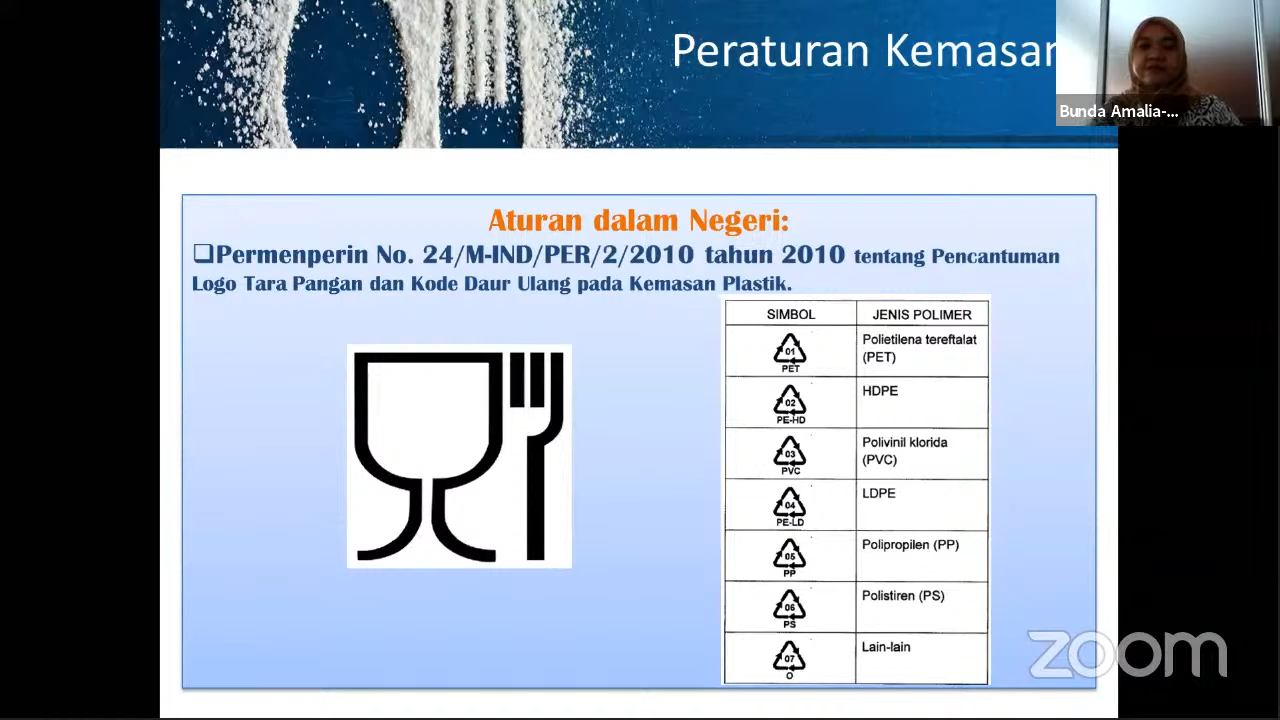 Peraturan Kemasan
Bunda Amalia-...
Aturan dalam Negeri:
❑Permenperin No. 24/M-IND/PER/2/2010 tahun 2010 tentang Pencantuman
Logo Tara Pangan dan Kode Daur Ulang pada Kemasan Plastik.
SIMBOL JENIS POLIMER
01 PET Polietilena tereftalat
(PET)
02 PE-HD HDPE
03 PVC Polivinil klorida
(PVC)
04 PE-LD LDPE
05 PP Polipropilen (PP)
06 PS Polistiren (PS)
07 O Lain-lain
zoom